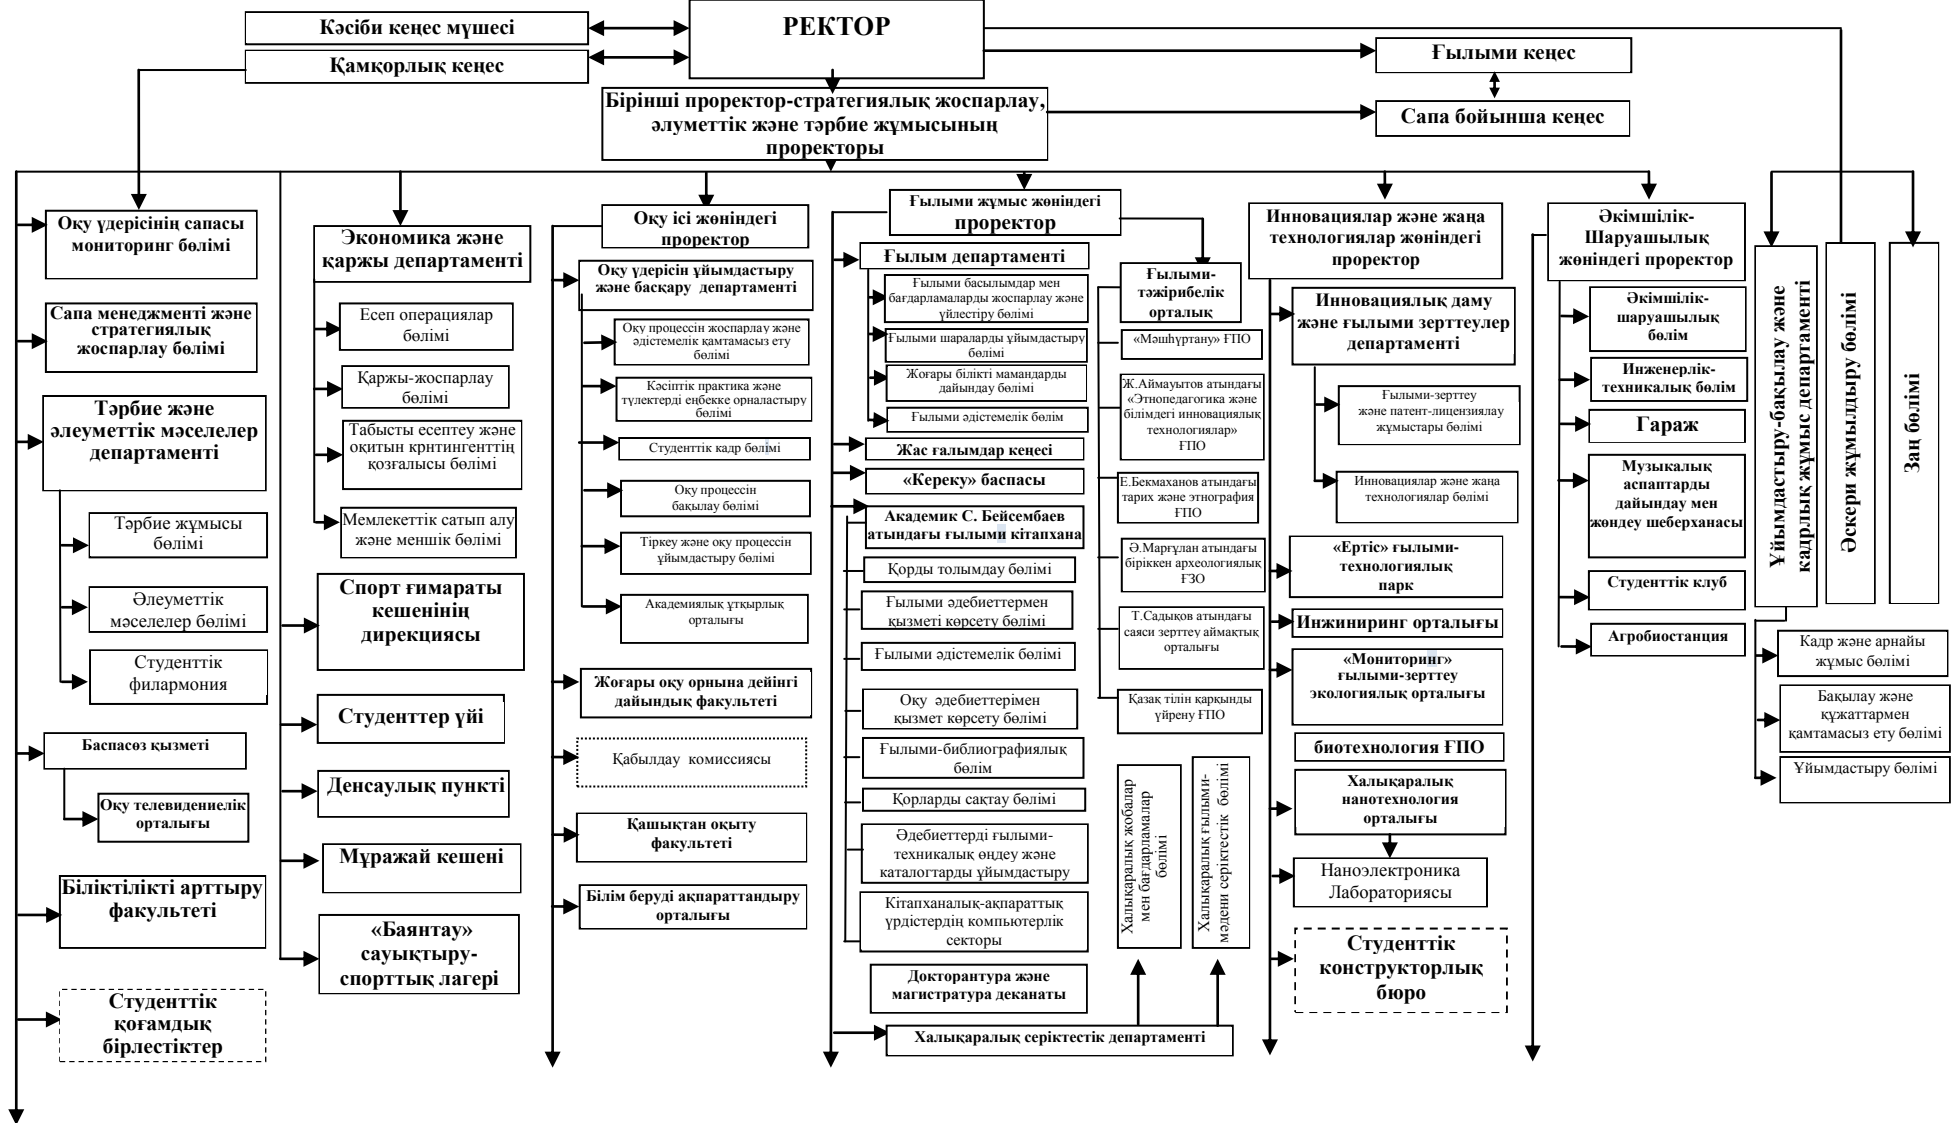 Кәсіби кеңес мүшесі
Қамқорлық кеңес
РЕКТОР
Ғылыми кеңес
Сапа бойынша кеңес
Бірінші проректор-стратегиялық жоспарлау,
әлуметтік және тәрбие жұмысының
проректоры
Оқу үдерісінің сапасы
мониторинг бөлімі
Сапа менеджменті және
стратегиялық
жоспарлау бөлімі
Тәрбие және
әлеуметтік мәселелер
департаменті
Тәрбие жұмысы
бөлімі
Әлеуметтік
мәселелер бөлімі
Студенттік
филармония
Баспасөз қызметі
Оқу телевидениелік
орталығы
Біліктілікті арттыру
факультеті
Студенттік
қоғамдық
бірлестіктер
Экономика және
қаржы департаменті
Есеп операциялар
бөлімі
Қаржы-жоспарлау
бөлімі
Табысты есептеу және
оқитын крнтингенттің
қозғалысы бөлімі
Мемлекеттік сатып алу
және меншік бөлімі
Спорт ғимараты
кешенінің
дирекциясы
Студенттер үйі
Денсаулық пункті
Мұражай кешені
«Баянтау»
сауықтыру-
спорттық лагері
Оқу ісі жөніндегі
проректор
Оқу үдерісін ұйымдастыру
және басқару департаменті
Оқу процессін жоспарлау және
әдістемелік қамтамасыз ету
бөлімі
Кәсіптік практика және
түлектерді еңбекке орналастыру
бөлімі
Студенттік кадр бөлімі
Оқу процессін
бақылау бөлімі
Тіркеу және оқу процессін
ұйымдастыру бөлімі
Академиялық ұтқырлық
орталығы
Жоғары оқу орнына дейінгі
дайындық факультеті
Қабылдау комиссиясы
Қашықтан оқыту
факультеті
Білім беруді ақпараттандыру
орталығы
Ғылыми жұмыс жөніндегі
проректор
Ғылым департаменті
Ғылыми басылымдар мен
бағдарламаларды жоспарлау және
үйлестіру бөлімі
Ғылыми шараларды ұйымдастыру
бөлімі
Жоғары білікті мамандарды
дайындау бөлімі
Ғылыми әдістемелік бөлім
Жас ғалымдар кеңесі
«Кереку» баспасы
Академик С. Бейсембаев
атындағы ғылыми кітапхана
Қорды толымдау бөлімі
Ғылыми әдебиеттермен
қызметі көрсету бөлімі
Ғылыми әдістемелік бөлімі
Оқу әдебиеттерімен
қызмет көрсету бөлімі
Ғылыми-библиографиялық
бөлім
Қорларды сақтау бөлімі
Әдебиеттерді ғылыми-
техникалық өңдеу және
каталогтарды ұйымдастыру
Кітапханалық-ақпараттық
үрдістердің компьютерлік
секторы
Докторантура және
магистратура деканаты
Халықаралық серіктестік департаменті
Ғылыми-
тәжірибелік
орталық
«Мәшһүртану» ҒПО
Ж.Аймауытов атындағы
«Этнопедагогика және
білімдегі инновациялық
технологиялар»
ҒПО
Е.Бекмаханов атындағы
тарих және этнография
ҒПО
Ә.Марғұлан атындағы
біріккен археологиялық
ҒЗО
Т.Садықов атындағы
саяси зерттеу аймақтық
орталығы
Қазақ тілін қарқынды
үйрену ҒПО
Халықаралық жобалар
мен бағдарламалар
бөлімі
Халықаралық ғылыми-
мәдени серіктестік бөлімі
Инновациялар және жаңа
технологиялар жөніндегі
проректор
Инновациялық даму
және ғылыми зерттеулер
департаменті
Ғылыми-зерттеу
және патент-лицензиялау
жұмыстары бөлімі
Инновациялар және жаңа
технологиялар бөлімі
«Ертіс» ғылыми-
технологиялық
парк
Инжиниринг орталығы
«Мониторинг»
ғылыми-зерттеу
экологиялық орталығы
биотехнология ҒПО
Халықаралық
нанотехнология
орталығы
Наноэлектроника
Лабораториясы
Студенттік
конструкторлық
бюро
Әкімшілік-
Шаруашылық
жөніндегі проректор
Әкімшілік-
шаруашылық
бөлім
Инженерлік-
техникалық бөлім
Гараж
Музыкалық
аспаптарды
дайындау мен
жөндеу шеберханасы
Студенттік клуб
Агробиостанция
Ұйымдастыру-бақылау және
кадрлық жұмыс департаменті
Әскери жұмылдыру бөлімі
Заң бөлімі
Кадр және арнайы
жұмыс бөлімі
Бақылау және
құжаттармен
қамтамасыз ету бөлімі
Ұйымдастыру бөлімі